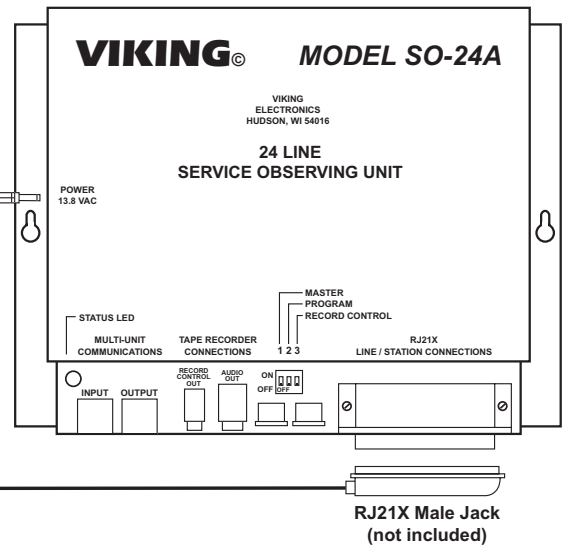 VIKING© MODEL SO-24A
VIKING
ELECTRONICS
HUDSON, WI 54016
24 LINE
SERVICE OBSERVING UNIT
POWER
13.8 VAC
MASTER
PROGRAM
RECORD CONTROL
1 2 3
STATUS LED
MULTI-UNIT
COMMUNICATIONS
TAPE RECORDER
CONNECTIONS
RJ21X
LINE / STATION CONNECTIONS
INPUT OUTPUT
RECORD
CONTROL
OUT
AUDIO
OUT
ON
OFF OFF
RJ21X Male Jack
(not included)